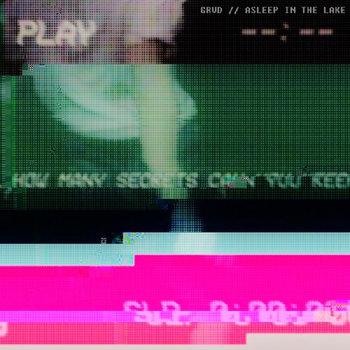 GRVD // ASLEEP IN THE LAKE
PLAY
--:--
HOW MANY SECRETS CAN YOU KEEP